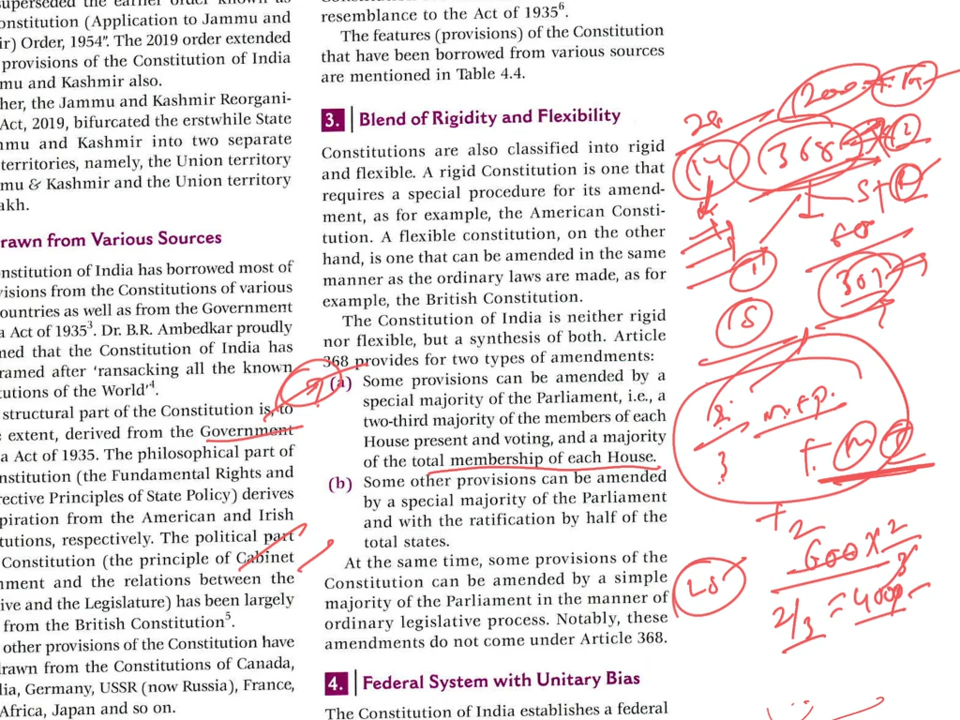 superseded the earlier order known as
onstitution (Application to Jammu and
ir) Order, 1954”. The 2019 order extended
provisions of the Constitution of India
mu and Kashmir also.
her, the Jammu and Kashmir Reorgani-
Act, 2019, bifurcated the erstwhile State
mmu and Kashmir into two separate
territories, namely, the Union territory
mu & Kashmir and the Union territory
akh.
rawn from Various Sources
nstitution of India has borrowed most of
visions from the Constitutions of various
ountries as well as from the Government
a Act of 1935³. Dr. B.R. Ambedkar proudly
med that the Constitution of India has
ramed after ‘ransacking all the known
tutions of the World’⁴.
structural part of the Constitution is, to
e extent, derived from the Government
a Act of 1935. The philosophical part of
nstitution (the Fundamental Rights and
rective Principles of State Policy) derives
piration from the American and Irish
tutions, respectively. The political part
Constitution (the principle of Cabinet
nment and the relations between the
ive and the Legislature) has been largely
from the British Constitution⁵.
other provisions of the Constitution have
rawn from the Constitutions of Canada,
lia, Germany, USSR (now Russia), France,
Africa, Japan and so on.
resemblance to the Act of 1935⁶.
The features (provisions) of the Constitution
that have been borrowed from various sources
are mentioned in Table 4.4.
3. Blend of Rigidity and Flexibility
Constitutions are also classified into rigid
and flexible. A rigid Constitution is one that
requires a special procedure for its amend-
ment, as for example, the American Consti-
tution. A flexible constitution, on the other
hand, is one that can be amended in the same
manner as the ordinary laws are made, as for
example, the British Constitution.
The Constitution of India is neither rigid
nor flexible, but a synthesis of both. Article
368 provides for two types of amendments:
(a) Some provisions can be amended by a
special majority of the Parliament, i.e., a
two-third majority of the members of each
House present and voting, and a majority
of the total membership of each House.
(b) Some other provisions can be amended
by a special majority of the Parliament
and with the ratification by half of the
total states.
At the same time, some provisions of the
Constitution can be amended by a simple
majority of the Parliament in the manner of
ordinary legislative process. Notably, these
amendments do not come under Article 368.
4. Federal System with Unitary Bias
The Constitution of India establishes a federal
28
14 368
60
301
15
600 x 2
3
LS
2/3 = 400